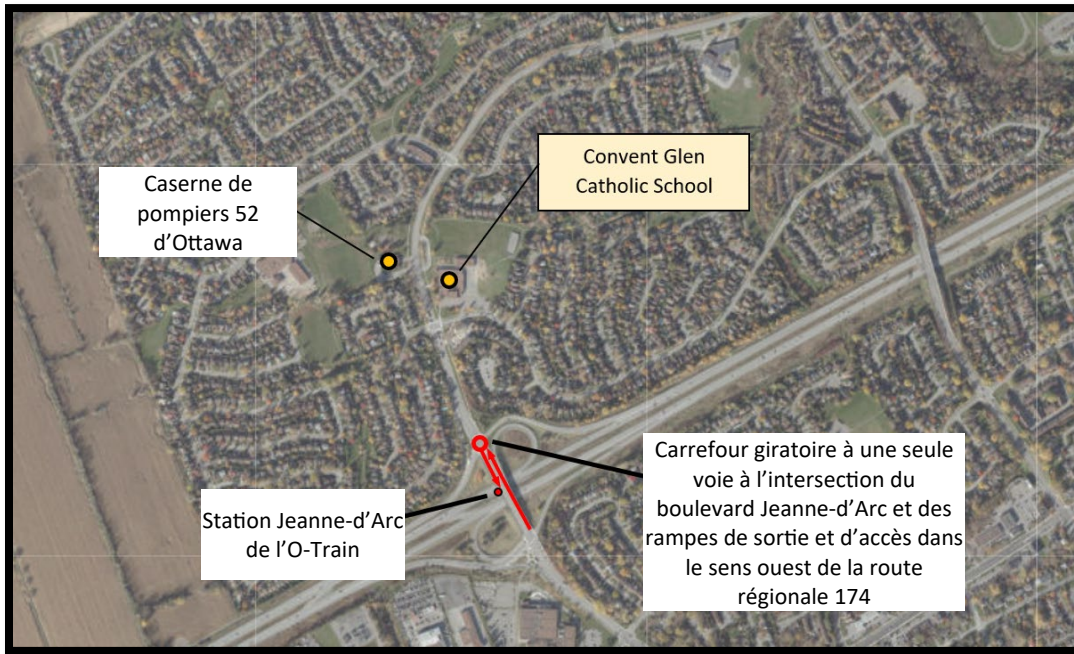 Caserne de
pompiers 52
d'Ottawa
Convent Glen
Catholic School
Station Jeanne-d'Arc
de l'O-Train
Carrefour giratoire à une seule
voie à l'intersection du
boulevard Jeanne-d'Arc et des
rampes de sortie et d'accès dans
le sens ouest de la route
régionale 174